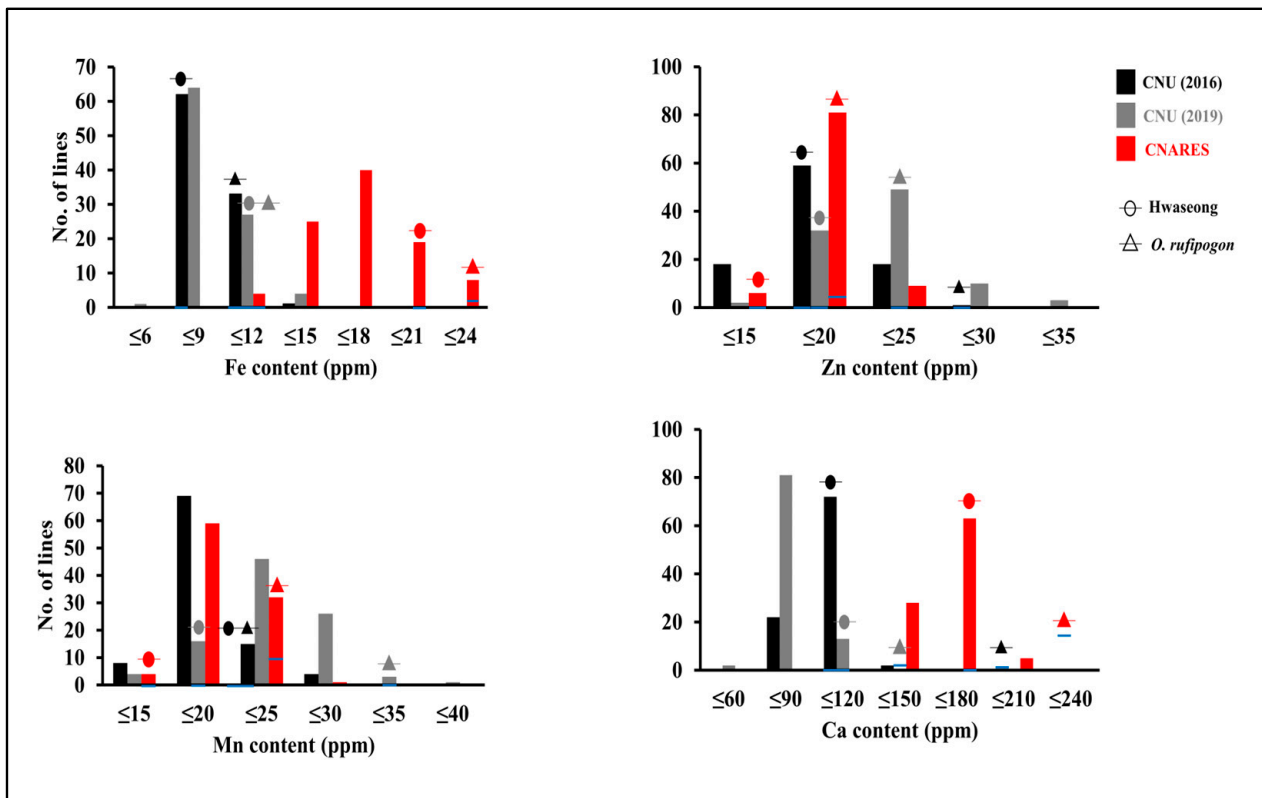 70
60
50
40
30
20
10
0
No. of lines
≤6 ≤9 ≤12 ≤15 ≤18 ≤21 ≤24
Fe content (ppm)
100
80
60
40
20
0
≤15 ≤20 ≤25 ≤30 ≤35
Zn content (ppm)
CNU (2016)
CNU (2019)
CNARES
Hwaseong
O. rufipogon
80
70
60
50
40
30
20
10
0
No. of lines
≤15 ≤20 ≤25 ≤30 ≤35 ≤40
Mn content (ppm)
100
80
60
40
20
0
≤60 ≤90 ≤120 ≤150 ≤180 ≤210 ≤240
Ca content (ppm)